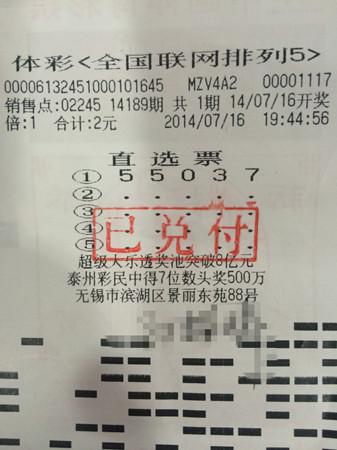 体彩<全国联网排列5>
00006132451000101645 MZV4A2 00001117
销售点:02245 14189期 共 1期 14/07/16开奖
倍:1 合计:2元 2014/07/16 19:44:56
直选票
① 5 5 0 3 7
② - - - - -
③ - - - - -
④ - - - - -
⑤ - - - - -
已兑付
超级大乐透奖池突破8亿元
泰州彩民中得7位数头奖500万
无锡市滨湖区景丽东苑88号